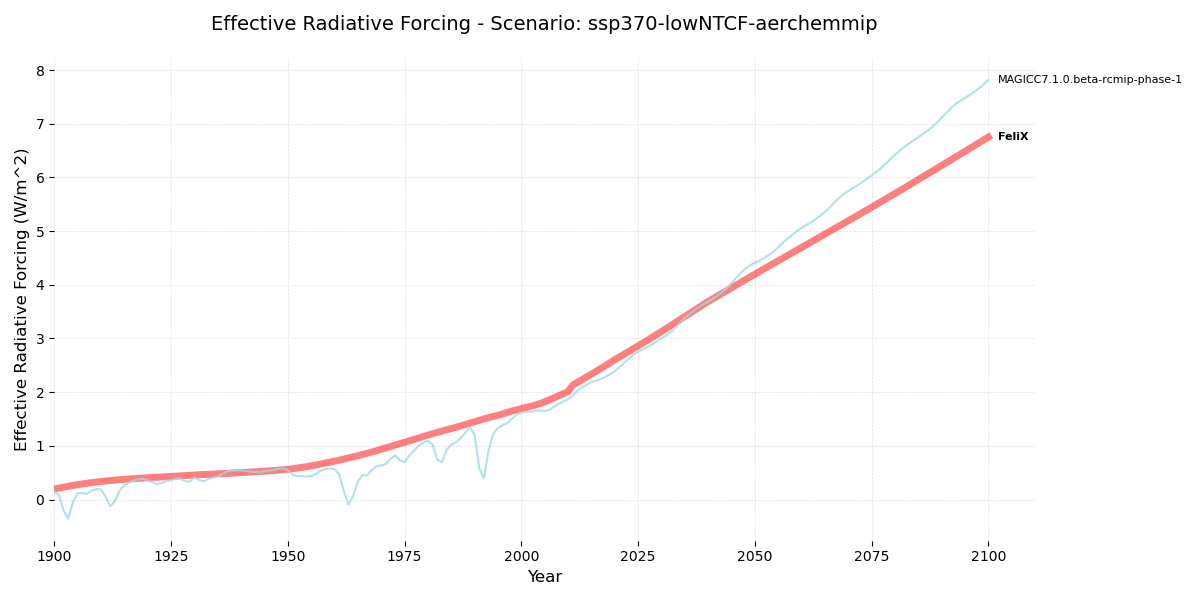 Effective Radiative Forcing - Scenario: ssp370-lowNTCF-aerchemmip
Effective Radiative Forcing (W/m^2)
8
7
6
5
4
3
2
1
0
MAGICC7.1.0.beta-rcmip-phase-1
FeliX
1900 1925 1950 1975 2000 2025 2050 2075 2100
Year